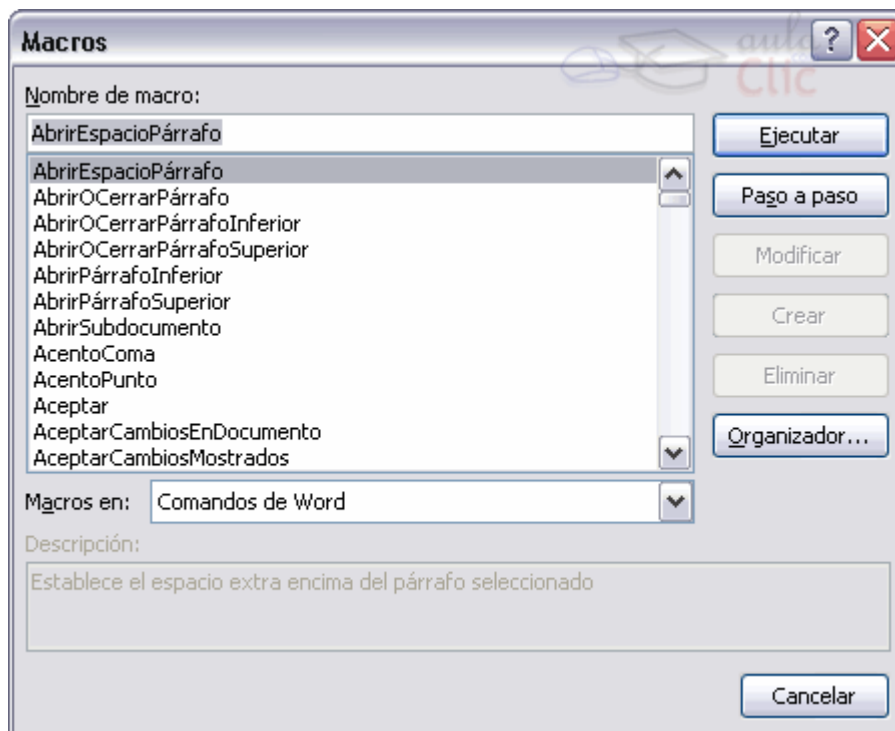 Macros
aula
Clic
Nombre de macro:
AbrirEspacioPárrafo
Ejecutar
AbrirEspacioPárrafo
AbrirOCerrarPárrafo
AbrirOCerrarPárrafoInferior
AbrirOCerrarPárrafoSuperior
AbrirPárrafoInferior
AbrirPárrafoSuperior
AbrirSubdocumento
AcentoComa
AcentoPunto
Aceptar
AceptarCambiosEnDocumento
AceptarCambiosMostrados
Paso a paso
Modificar
Crear
Eliminar
Organizador...
Macros en: Comandos de Word
Descripción:
Establece el espacio extra encima del párrafo seleccionado
Cancelar